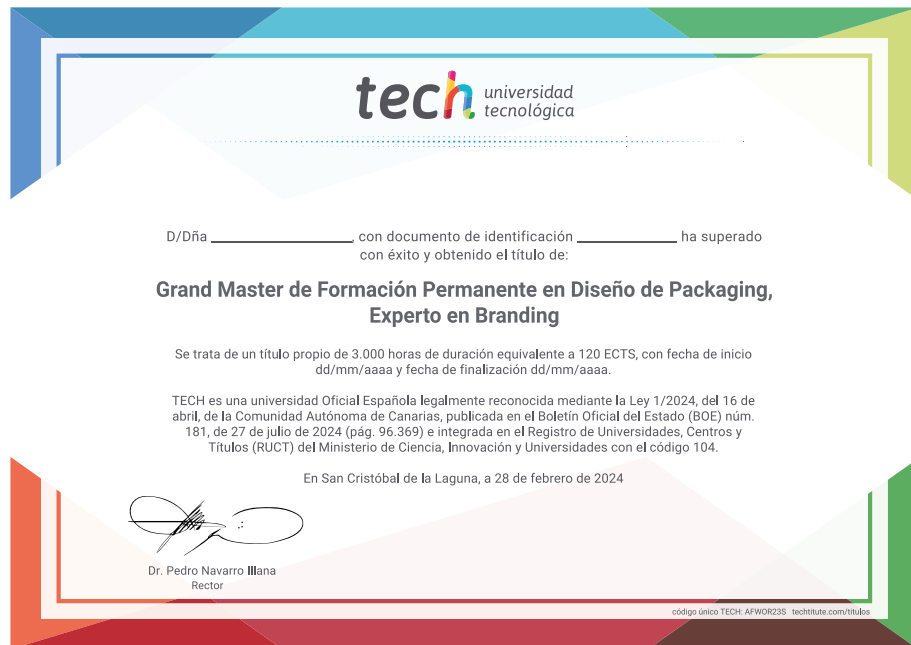 tech universidad
tecnológica
D/Dña ____________________, con documento de identificación ______________ ha superado
con éxito y obtenido el título de:
Grand Master de Formación Permanente en Diseño de Packaging,
Experto en Branding
Se trata de un título propio de 3.000 horas de duración equivalente a 120 ECTS, con fecha de inicio
dd/mm/aaaa y fecha de finalización dd/mm/aaaa.
TECH es una universidad Oficial Española legalmente reconocida mediante la Ley 1/2024, del 16 de
abril, de la Comunidad Autónoma de Canarias, publicada en el Boletín Oficial del Estado (BOE) núm.
181, de 27 de julio de 2024 (pág. 96.369) e integrada en el Registro de Universidades, Centros y
Títulos (RUCT) del Ministerio de Ciencia, Innovación y Universidades con el código 104.
En San Cristóbal de la Laguna, a 28 de febrero de 2024
Dr. Pedro Navarro Illana
Rector
código único TECH: AFWOR23S techtitute.com/titulos